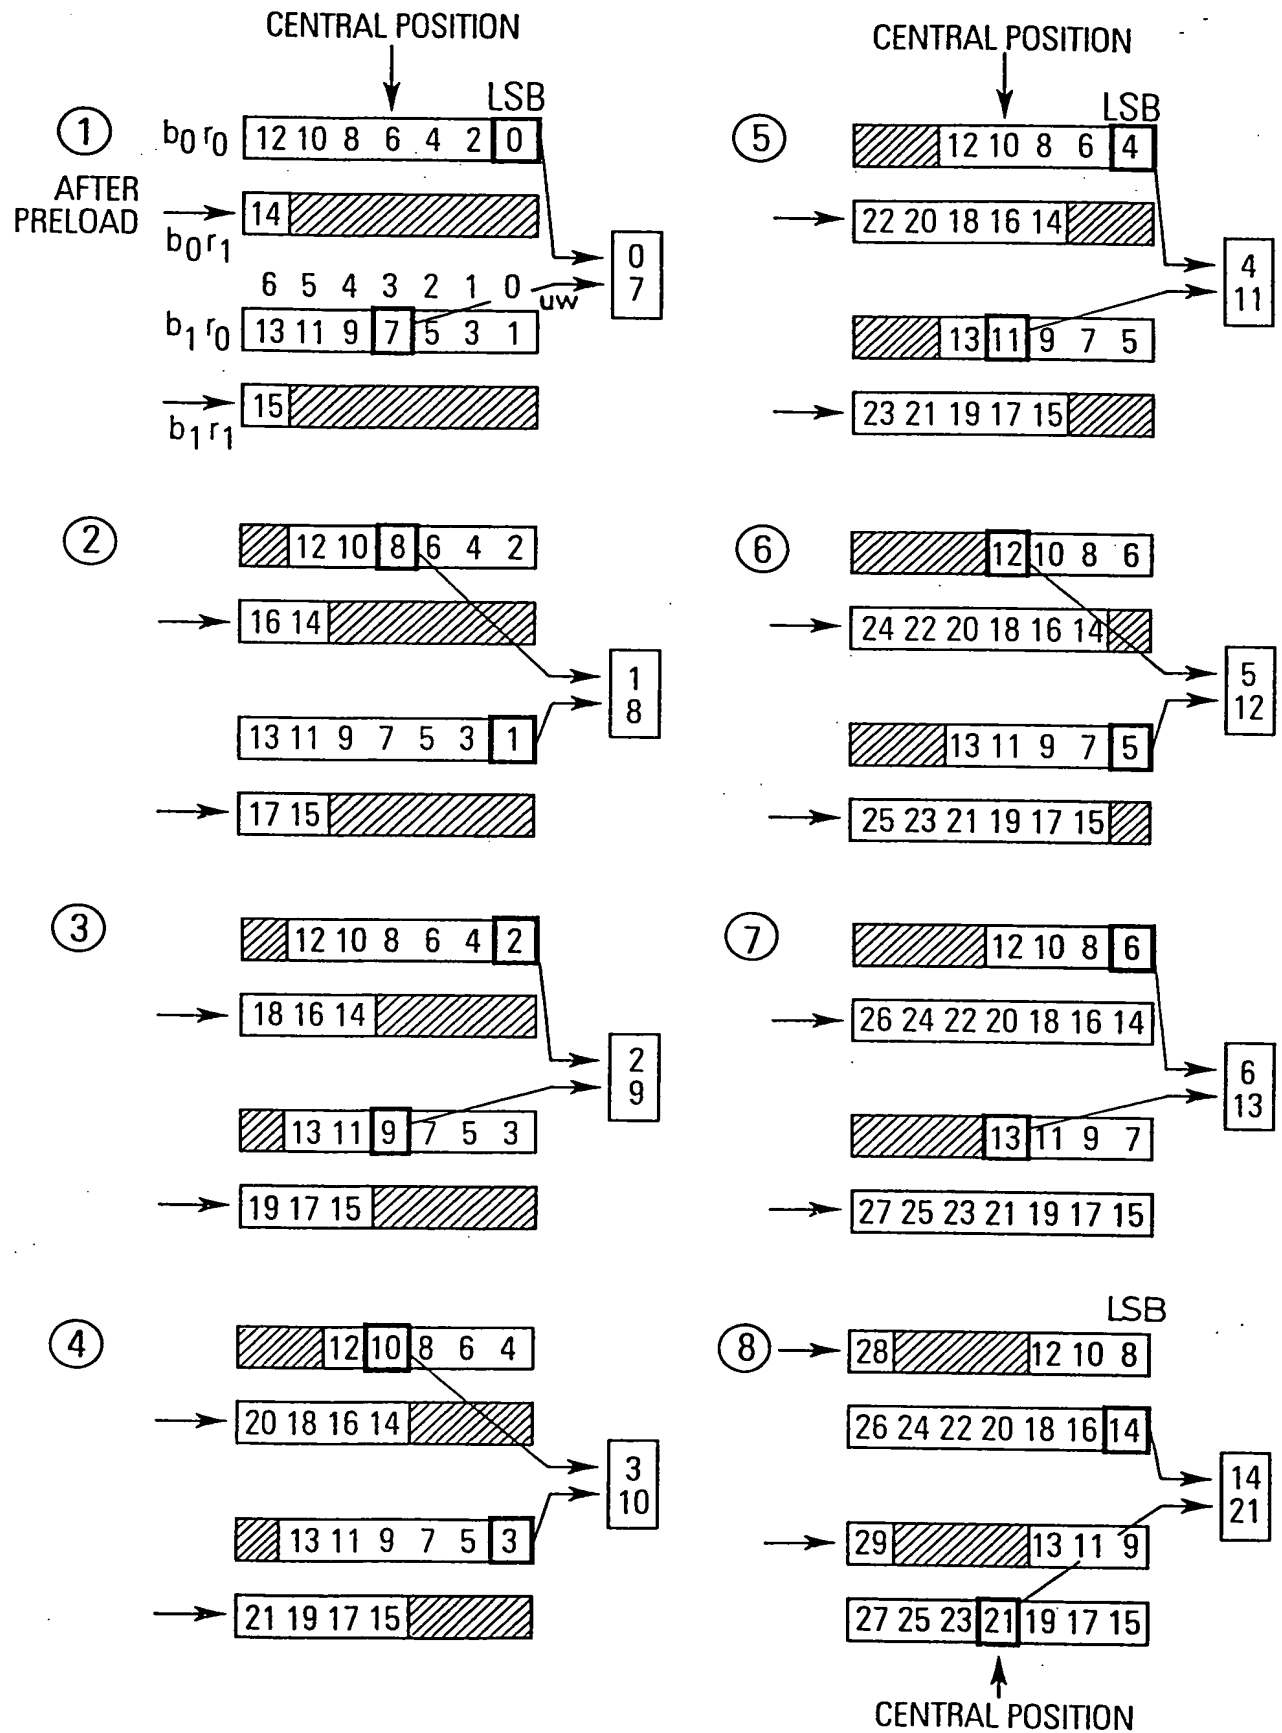 CENTRAL POSITION
LSB
1
b0 r0 12 10 8 6 4 2 0
AFTER PRELOAD
14
b0 r1
0
7
6 5 4 3 2 1 0 uw
b1 r0 13 11 9 7 5 3 1
15
b1 r1
2
12 10 8 6 4 2
16 14
1
8
13 11 9 7 5 3 1
17 15
3
12 10 8 6 4 2
18 16 14
2
9
13 11 9 7 5 3
19 17 15
4
12 10 8 6 4
20 18 16 14
3
10
13 11 9 7 5 3
21 19 17 15
CENTRAL POSITION
LSB
5
12 10 8 6 4
22 20 18 16 14
4
11
13 11 9 7 5
23 21 19 17 15
6
12 10 8 6
24 22 20 18 16 14
5
12
13 11 9 7 5
25 23 21 19 17 15
7
12 10 8 6
26 24 22 20 18 16 14
6
13
13 11 9 7
27 25 23 21 19 17 15
LSB
8
28 12 10 8
26 24 22 20 18 16 14
14
21
29 13 11 9
27 25 23 21 19 17 15
CENTRAL POSITION